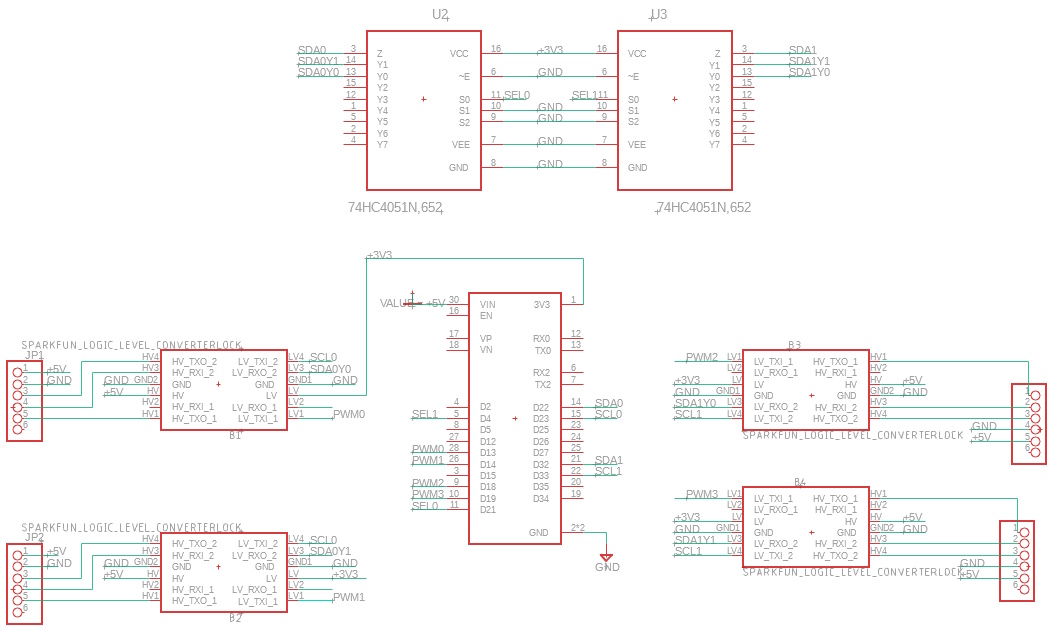 U2 U3
SDA0 3 Z VCC 16 +3V3 16 VCC Z 3 SDA1
SDA0Y1 14 Y1 Y1 14 SDA1Y1
SDA0Y0 13 Y0 ~E 6 GND 6 ~E Y0 13 SDA1Y0
15 Y2 Y2 15
12 Y3 S0 11 SEL0 SEL1 11 S0 Y3 12
1 Y4 S1 10 GND 10 S1 Y4 1
5 Y5 S2 9 GND 9 S2 Y5 5
2 Y6 Y6 2
4 Y7 VEE 7 GND 7 VEE Y7 4
GND 8 GND 8 GND
74HC4051N,652 74HC4051N,652
+3V3
VALUE +5V 30 VIN 3V3 1
16 EN
17 VP RX0 12
18 VN TX0 13
RX2 6
TX2 7
4 D2 D22 14 SDA0
SEL1 5 D4 D23 15 SCL0
8 D5 D25 23
27 D12 D26 24
PWM0 28 D13 D27 25
PWM1 26 D14 D32 21 SDA1
3 D15 D33 22 SCL1
PWM2 9 D18 D35 20
PWM3 10 D19 D34 19
SEL0 11 D21
GND 2*2
GND
SPARKFUN_LOGIC_LEVEL_CONVERTERLOCK
JP1
1 +5V HV4 HV_TXO_2 LV_TXI_2 LV4 SCL0
2 GND HV3 HV_RXI_2 LV_RXO_2 LV3 SDA0Y0
3 GND GND2 GND GND GND1 GND
4 +5V HV HV LV LV
5 HV2 HV_RXI_1 LV_RXO_1 LV2
6 HV1 HV_TXO_1 LV_TXI_1 LV1 PWM0
B1
SPARKFUN_LOGIC_LEVEL_CONVERTERLOCK
JP2
1 +5V HV4 HV_TXO_2 LV_TXI_2 LV4 SCL0
2 GND HV3 HV_RXI_2 LV_RXO_2 LV3 SDA0Y1
3 GND GND2 GND GND GND1 GND
4 +5V HV HV LV LV +3V3
5 HV2 HV_RXI_1 LV_RXO_1 LV2
6 HV1 HV_TXO_1 LV_TXI_1 LV1 PWM1
B2
B3
PWM2 LV1 LV_TXI_1 HV_TXO_1 HV1
LV2 LV_RXO_1 HV_RXI_1 HV2
+3V3 LV LV HV HV +5V
GND GND1 GND GND GND2 GND 1
SDA1Y0 LV3 LV_RXO_2 HV_RXI_2 HV3 2
SCL1 LV4 LV_TXI_2 HV_TXO_2 HV4 3
GND 4
+5V 5
6
SPARKFUN_LOGIC_LEVEL_CONVERTERLOCK
B4
PWM3 LV1 LV_TXI_1 HV_TXO_1 HV1
LV2 LV_RXO_1 HV_RXI_1 HV2
+3V3 LV LV HV HV +5V
GND GND1 GND GND GND2 GND 1
SDA1Y1 LV3 LV_RXO_2 HV_RXI_2 HV3 2
SCL1 LV4 LV_TXI_2 HV_TXO_2 HV4 3
GND 4
+5V 5
6
SPARKFUN_LOGIC_LEVEL_CONVERTERLOCK